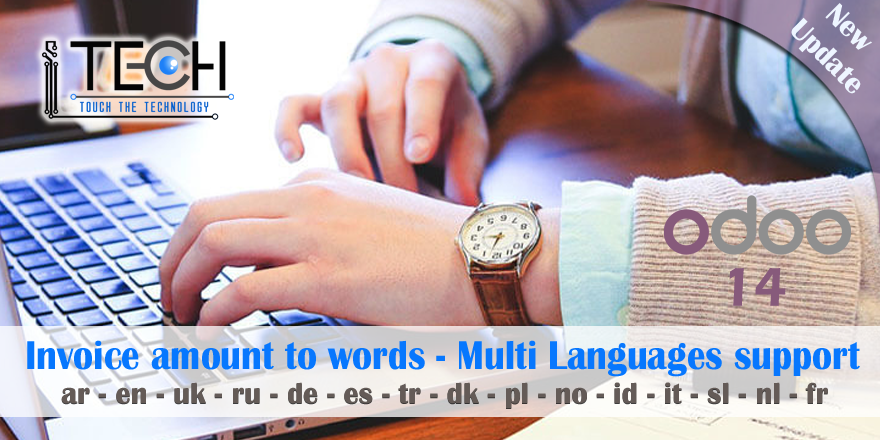 iTECH
TOUCH THE TECHNOLOGY
New
Update
odoo
14
Invoice amount to words - Multi Languages support
ar - en - uk - ru - de - es - tr - dk - pl - no - id - it - sl - nl - fr